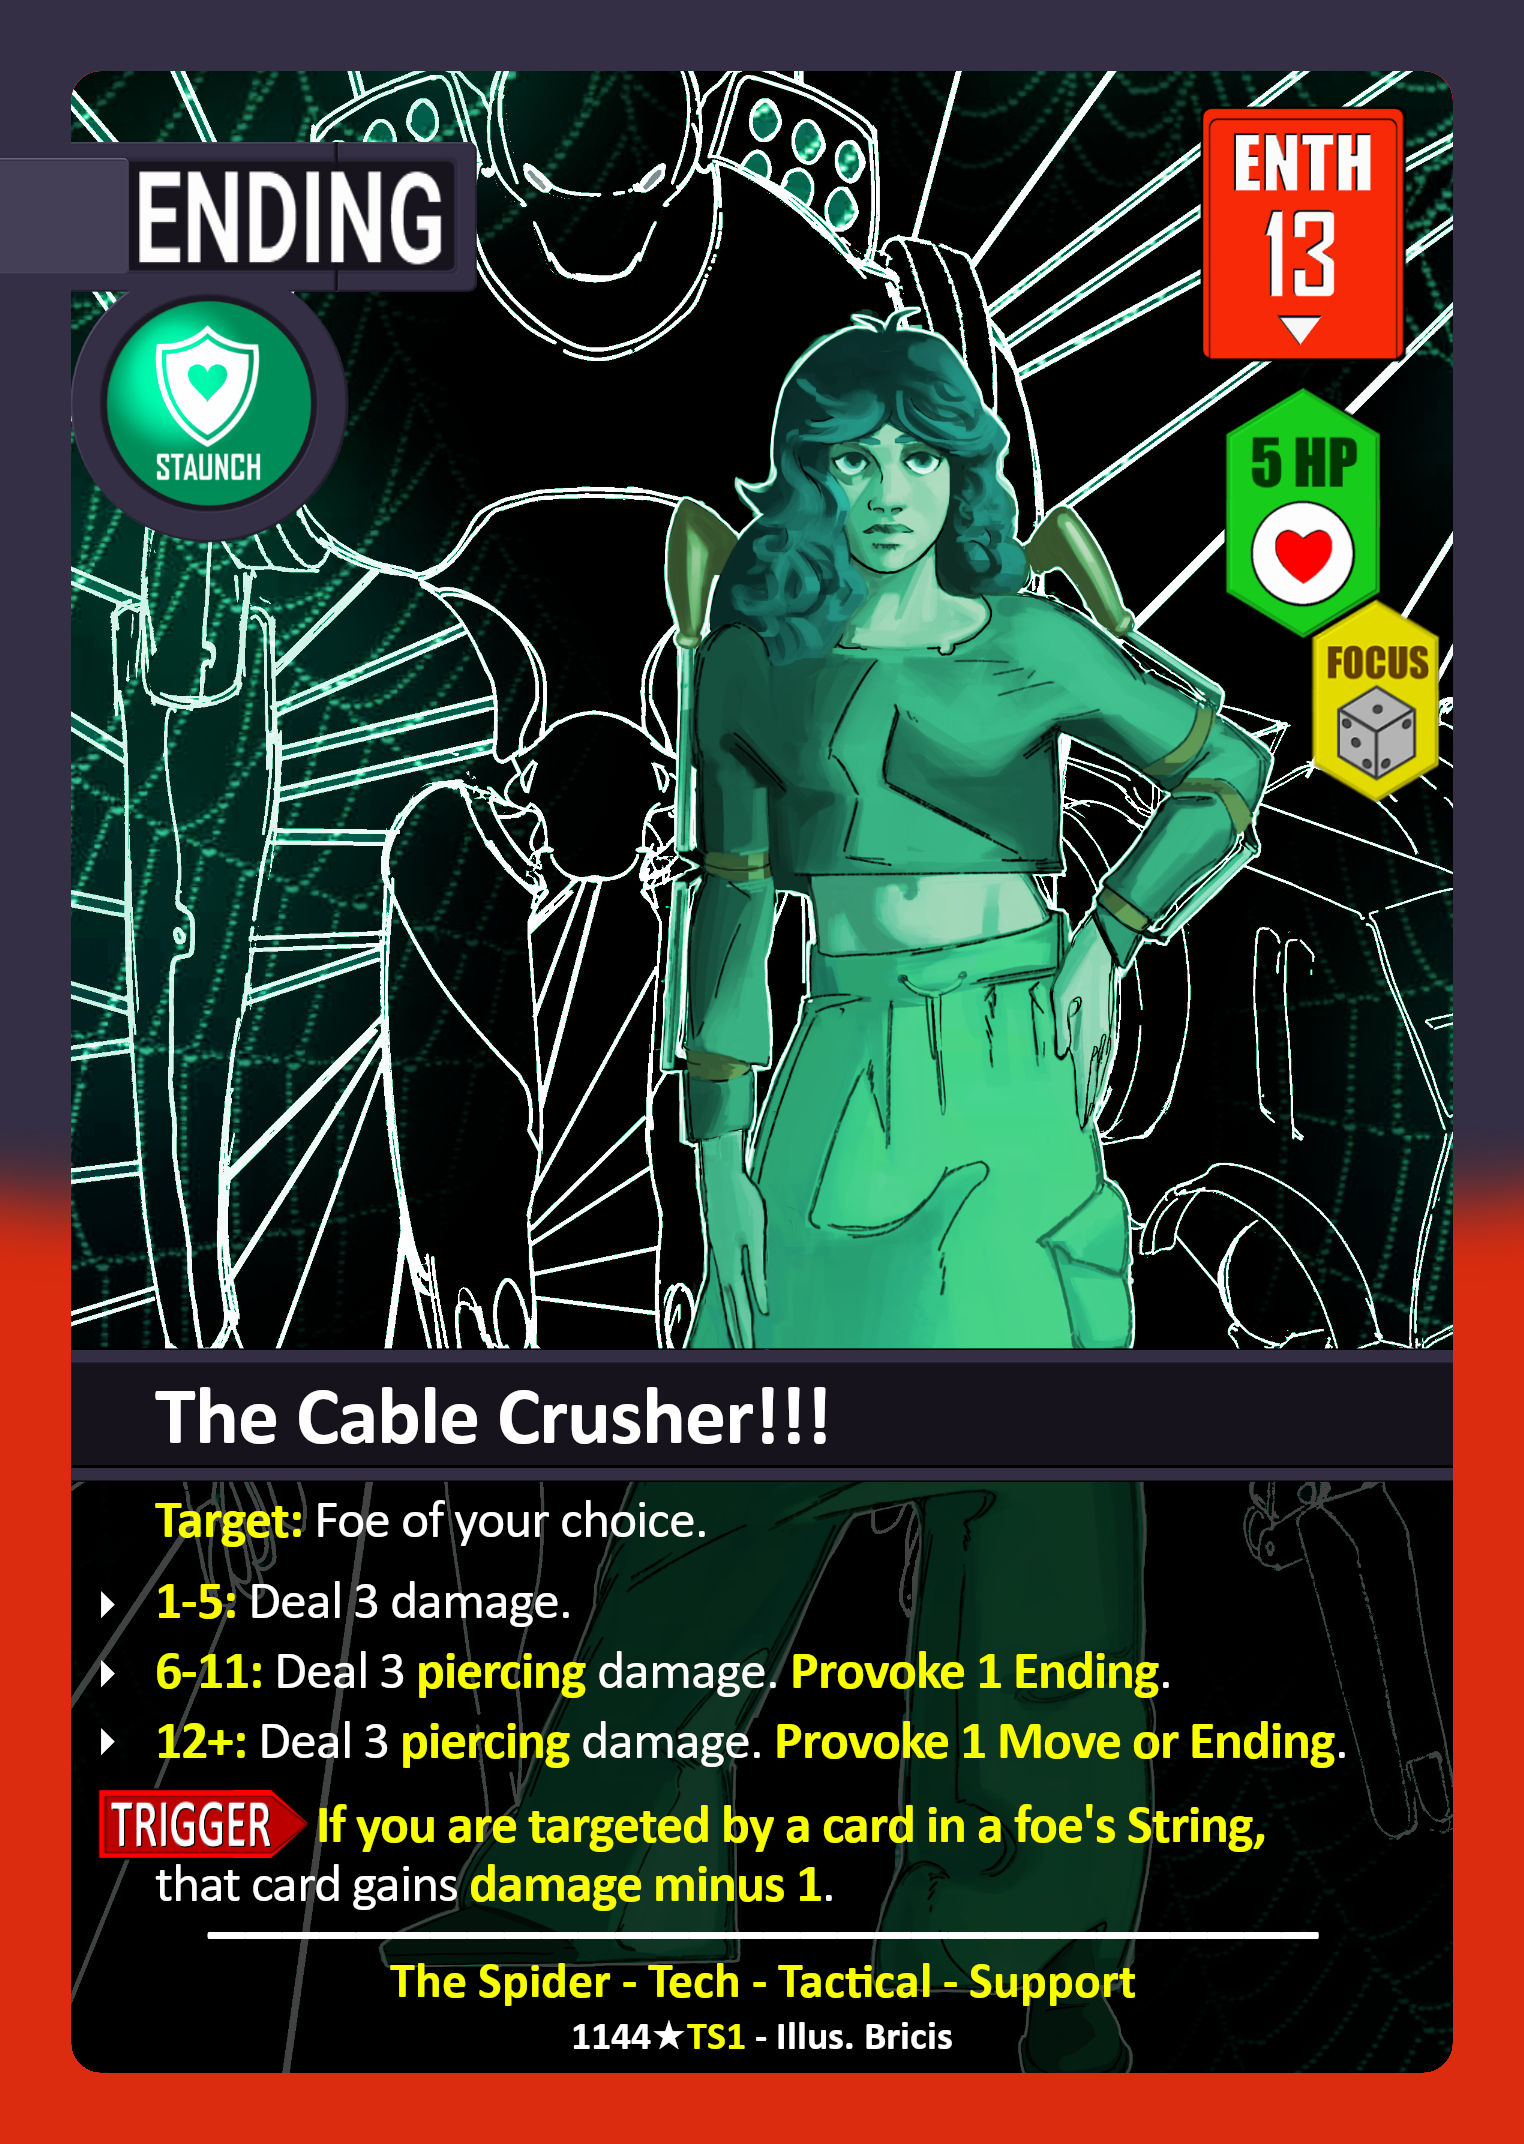 ENDING
ENTH
13
STAUNCH
5 HP
FOCUS
The Cable Crusher!!!
Target: Foe of your choice.
1-5: Deal 3 damage.
6-11: Deal 3 piercing damage. Provoke 1 Ending.
12+: Deal 3 piercing damage. Provoke 1 Move or Ending.
TRIGGER If you are targeted by a card in a foe's String,
that card gains damage minus 1.
The Spider - Tech - Tactical - Support
1144★TS1 - Illus. Bricis